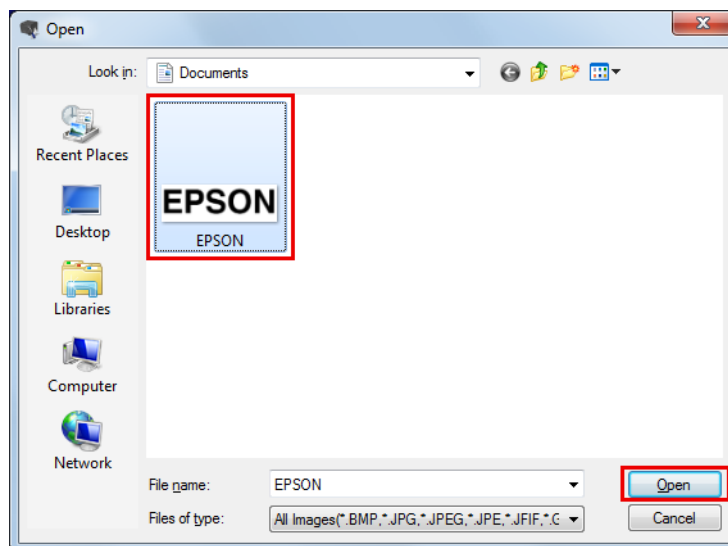 Open
Look in:
Documents
Recent Places
Desktop
Libraries
Computer
Network
EPSON
EPSON
File name:
EPSON
Open
Files of type:
All Images(*.BMP,*.JPG,*.JPEG,*.JPE,*.JFIF,*.G
Cancel